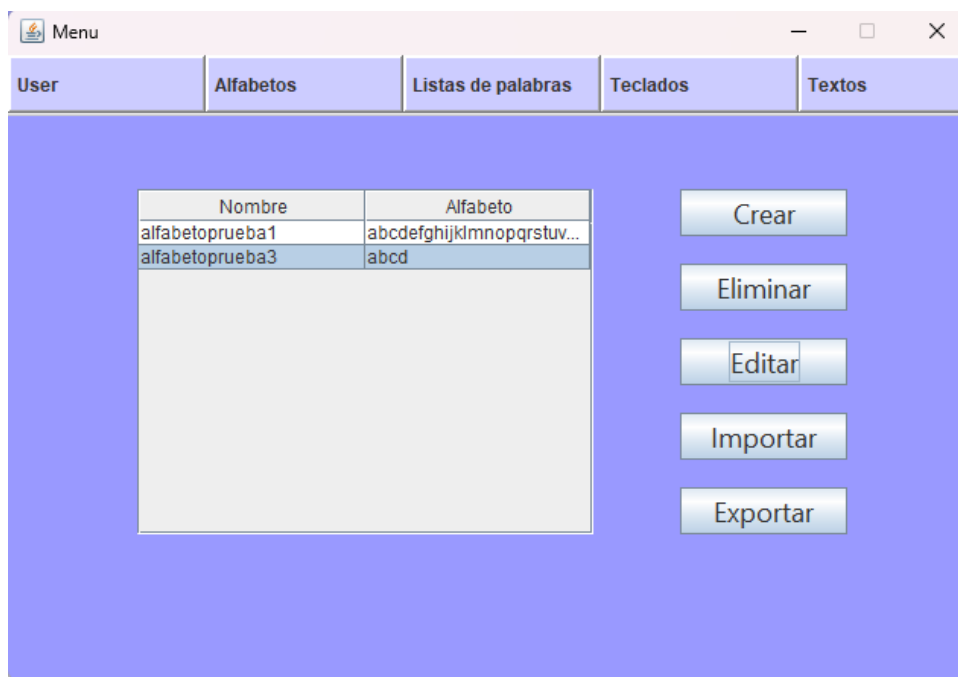 Menu
User Alfabetos Listas de palabras Teclados Textos
Nombre Alfabeto
alfabetoprueba1 abcdefghijklmnopqrstuv...
alfabetoprueba3 abcd
Crear
Eliminar
Editar
Importar
Exportar